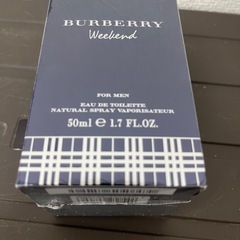 BURBERRY
Weekend
FOR MEN
EAU DE TOILETTE
NATURAL SPRAY VAPORISATEUR
50ml ℮ 1.7 FL.OZ.